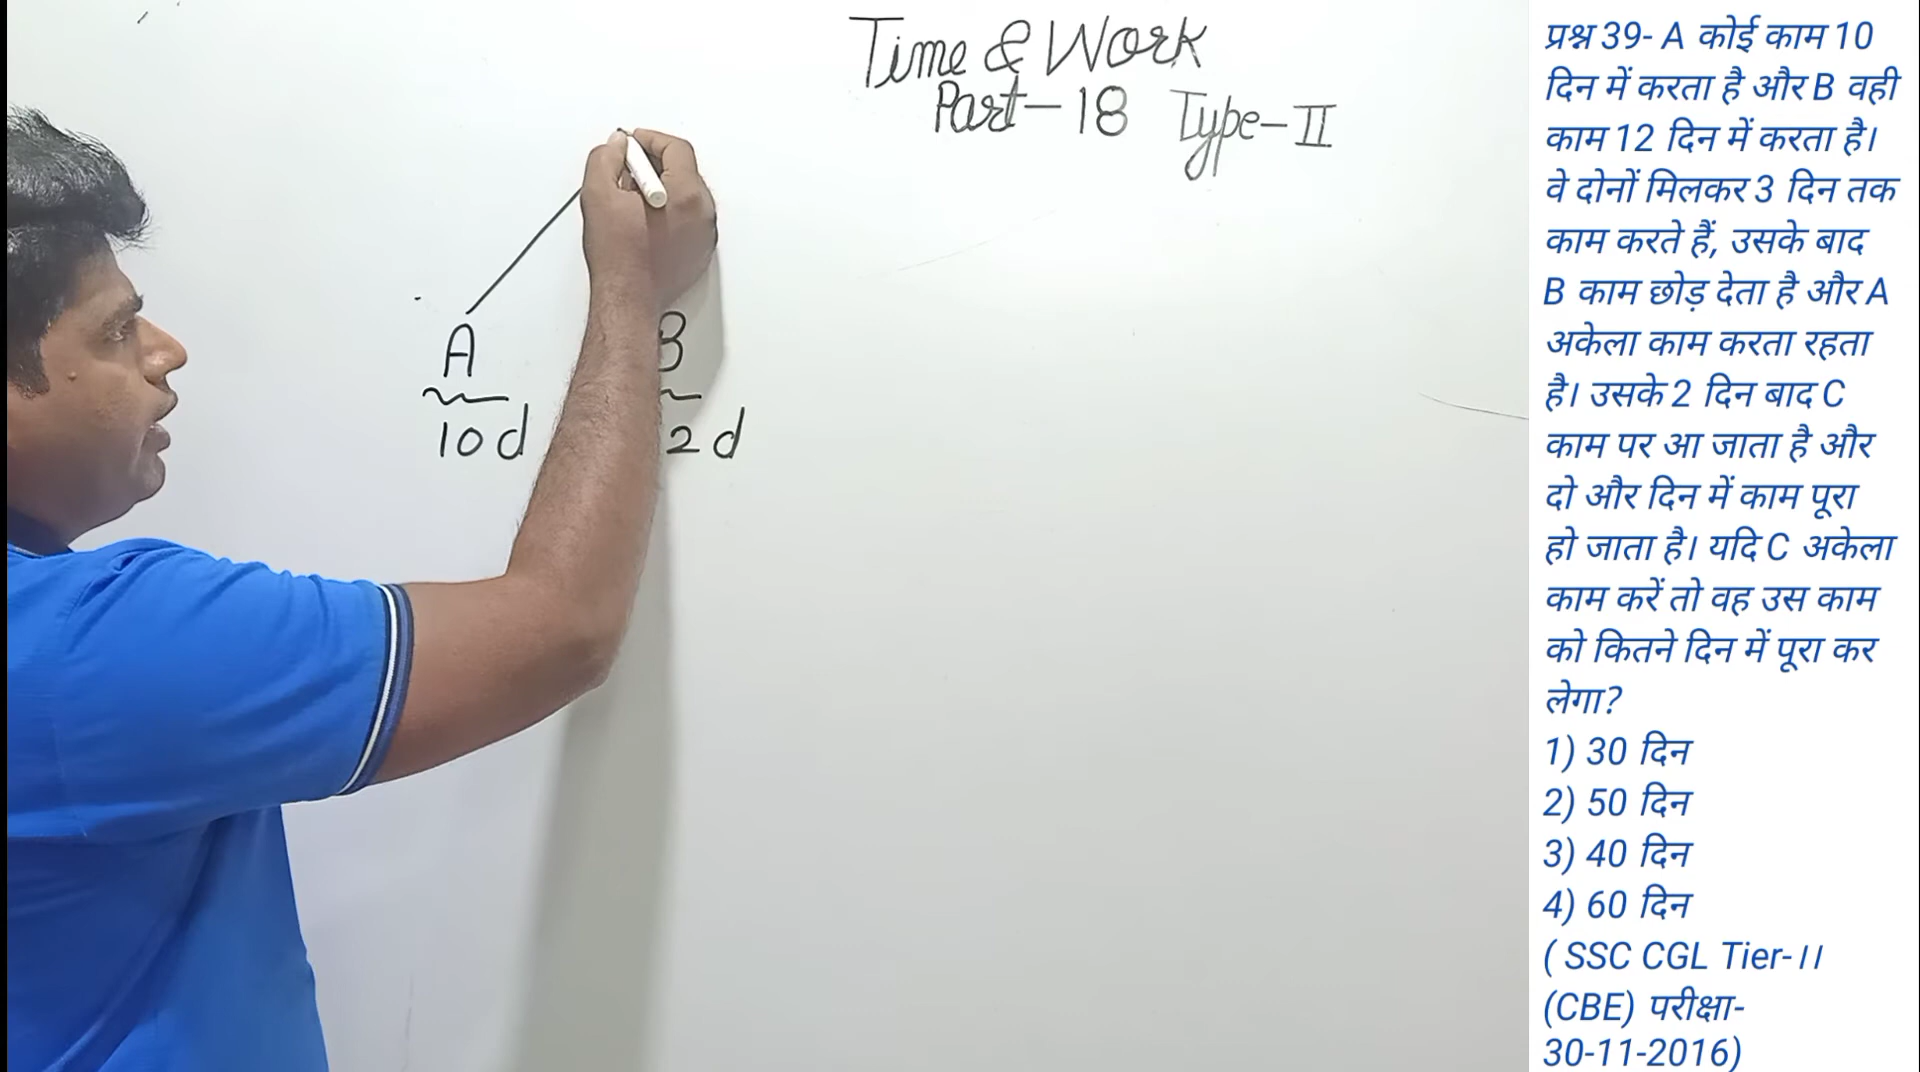 Time & Work
Part-18 Type-II
A B
10d 2d
प्रश्न 39- A कोई काम 10
दिन में करता है और B वही
काम 12 दिन में करता है।
वे दोनों मिलकर 3 दिन तक
काम करते हैं, उसके बाद
B काम छोड़ देता है और A
अकेला काम करता रहता
है। उसके 2 दिन बाद C
काम पर आ जाता है और
दो और दिन में काम पूरा
हो जाता है। यदि C अकेला
काम करें तो वह उस काम
को कितने दिन में पूरा कर
लेगा?
1) 30 दिन
2) 50 दिन
3) 40 दिन
4) 60 दिन
( SSC CGL Tier-II
(CBE) परीक्षा-
30-11-2016)